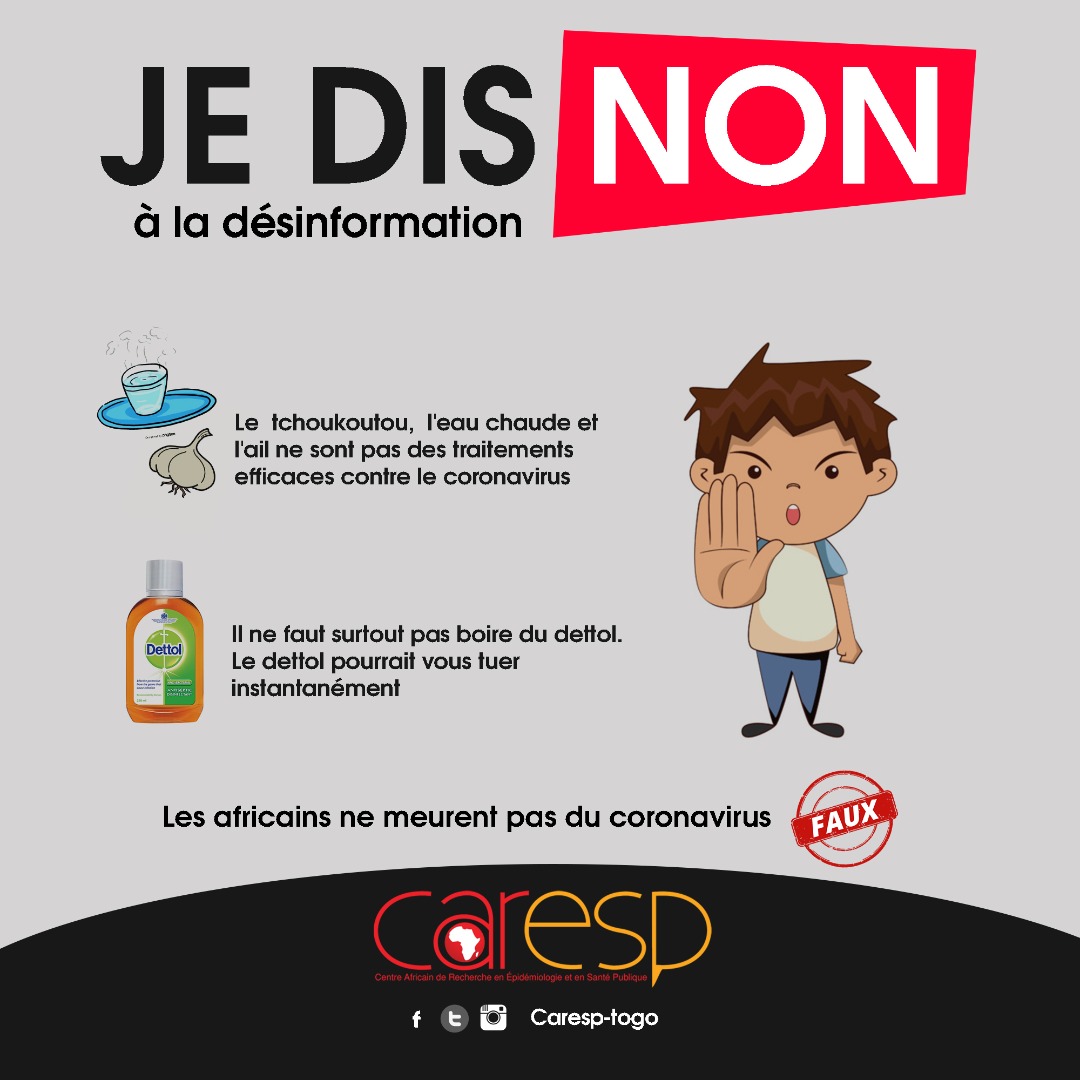 JE DIS NON
à la désinformation
Le tchoukoutou, l'eau chaude et
l'ail ne sont pas des traitements
efficaces contre le coronavirus
Dettol
Il ne faut surtout pas boire du dettol.
Le dettol pourrait vous tuer
instantanément
Les africains ne meurent pas du coronavirus
FAUX
caresp
Centre Africain de Recherche en Épidémiologie et en Santé Publique
Caresp-togo